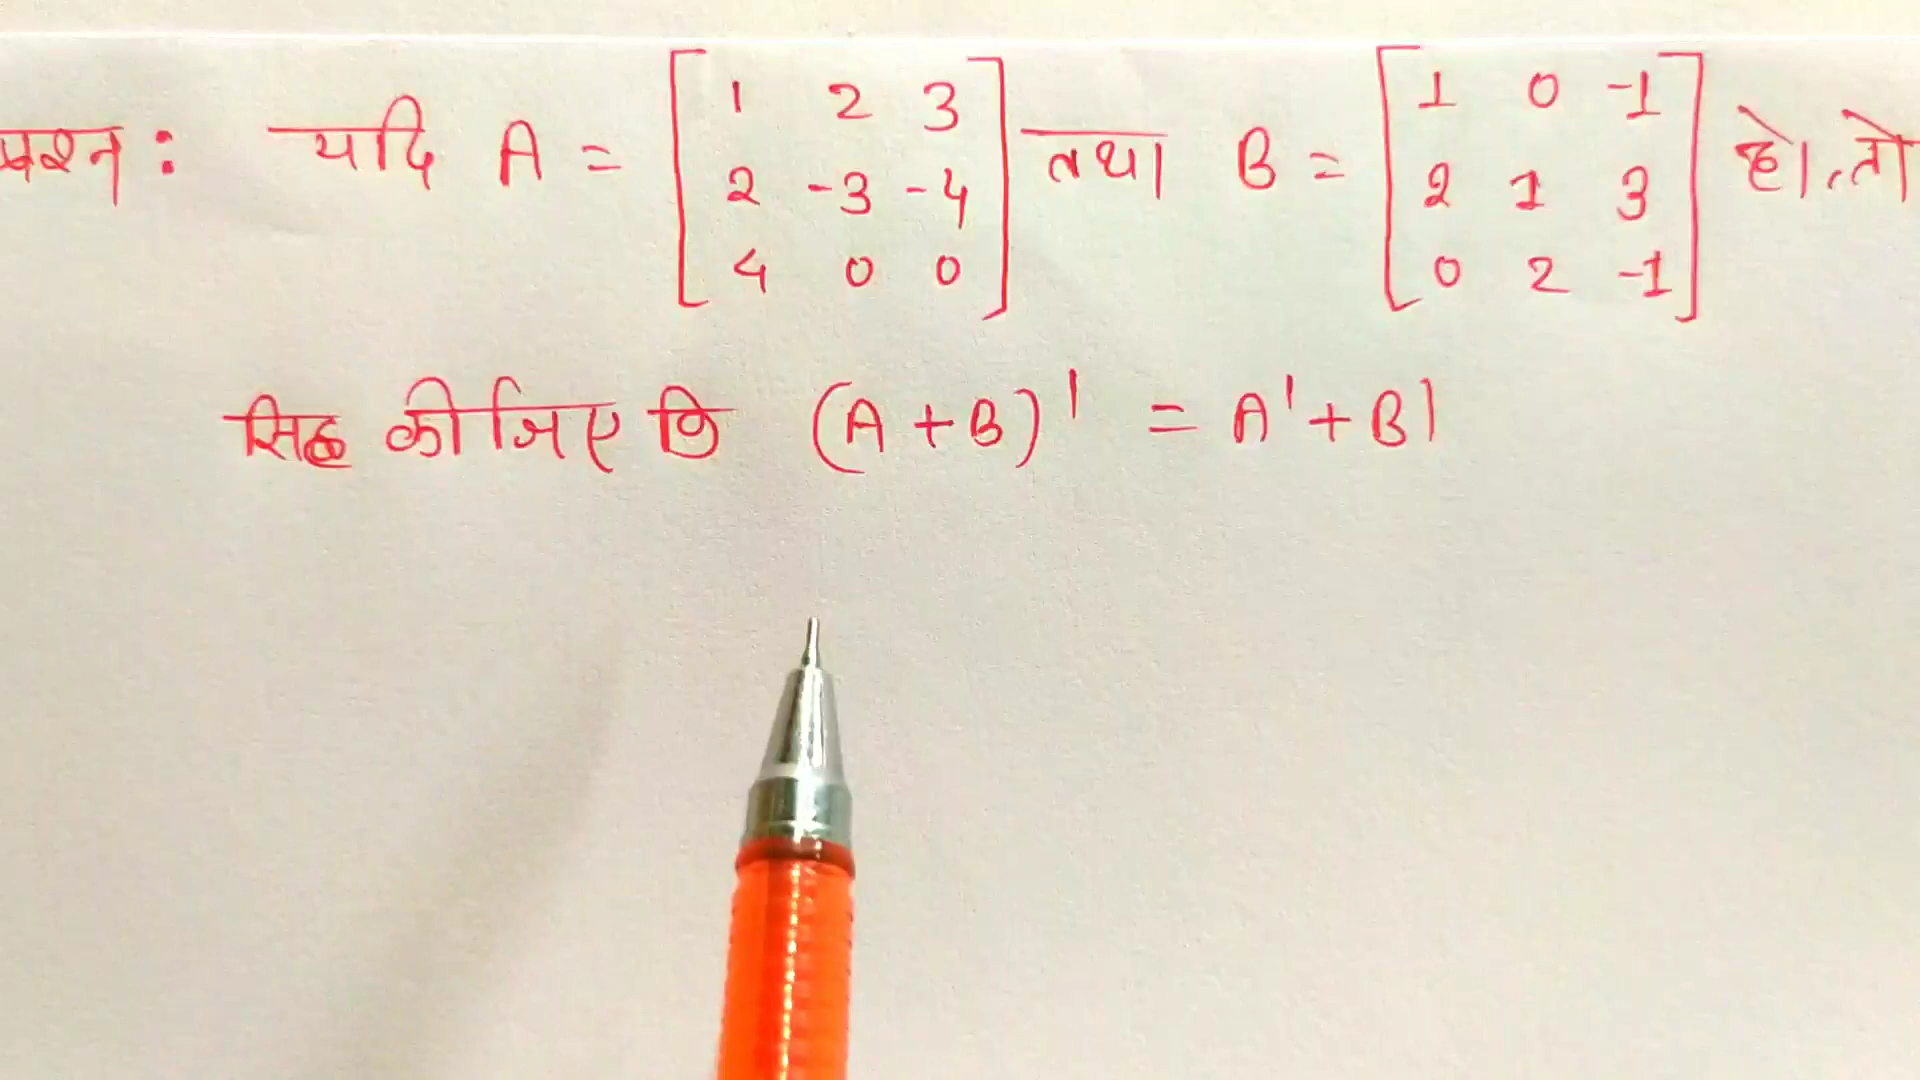 प्रश्न: यदि A = [1 2 3; 2 -3 -4; 4 0 0] तथा B = [1 0 -1; 2 1 3; 0 2 -1] हो, तो
सिद्ध कीजिए कि (A+B)' = A'+B'